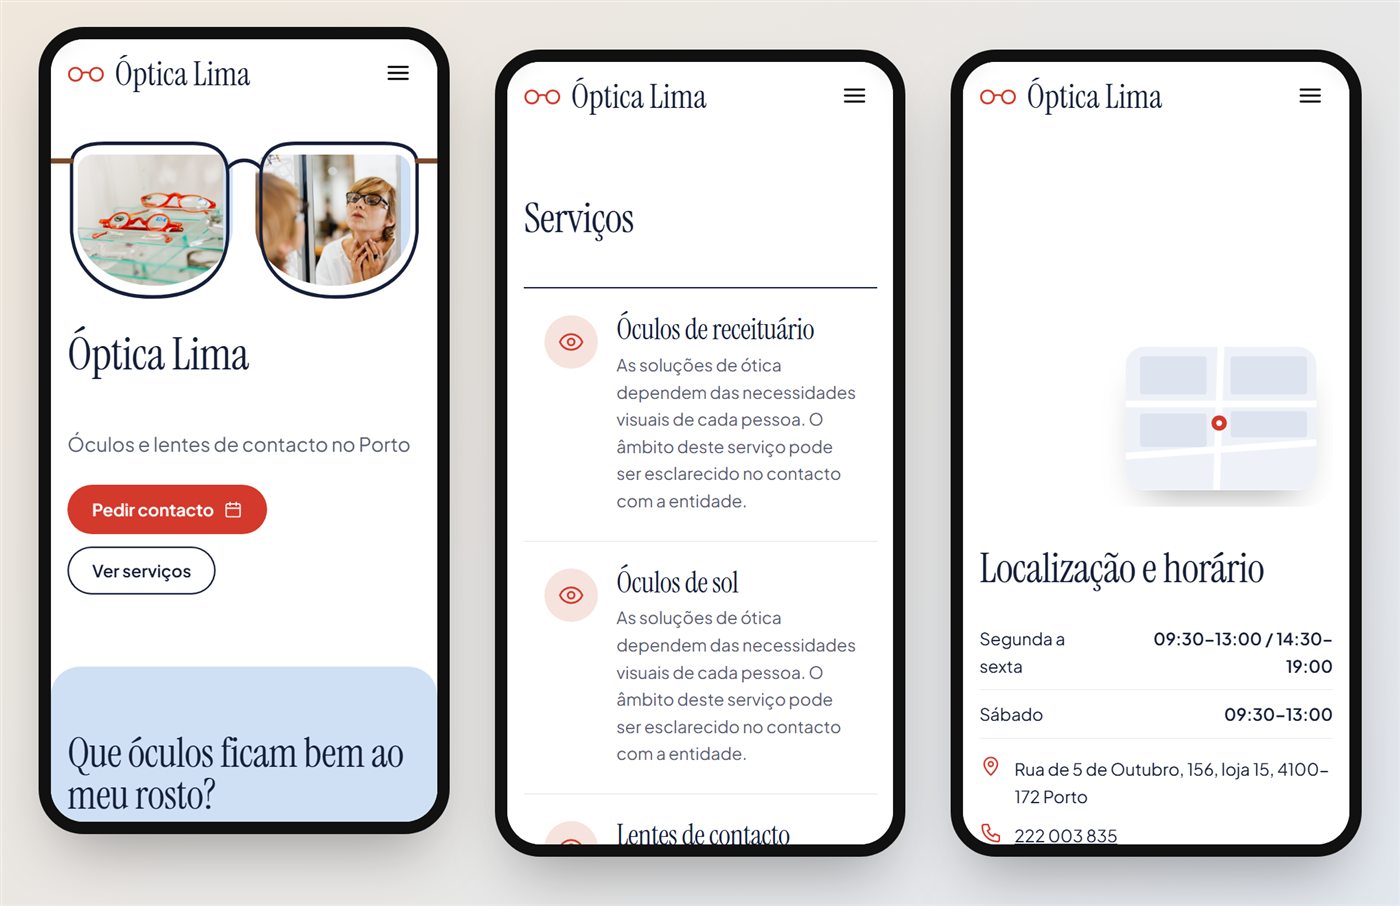 Óptica Lima
Óptica Lima
Óculos e lentes de contacto no Porto
Pedir contacto
Ver serviços
Que óculos ficam bem ao
meu rosto?
Óptica Lima
Serviços
Óculos de receituário
As soluções de ótica
dependem das necessidades
visuais de cada pessoa. O
âmbito deste serviço pode
ser esclarecido no contacto
com a entidade.
Óculos de sol
As soluções de ótica
dependem das necessidades
visuais de cada pessoa. O
âmbito deste serviço pode
ser esclarecido no contacto
com a entidade.
Lentes de contacto
Óptica Lima
Localização e horário
Segunda a
sexta
09:30–13:00 / 14:30–
19:00
Sábado
09:30–13:00
Rua de 5 de Outubro, 156, loja 15, 4100-
172 Porto
222 003 835